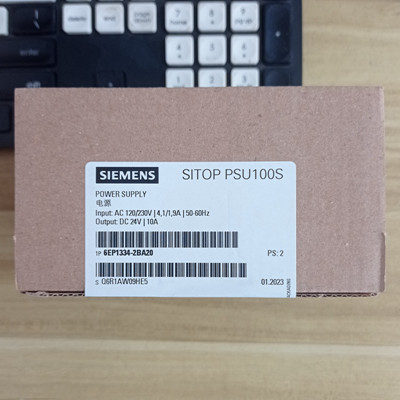 SIEMENS SITOP PSU100S
POWER SUPPLY
电源
Input: AC 120/230V | 4,1/1,9A | 50-60Hz
Output: DC 24V | 10A
1P 6EP1334-2BA20 PS: 2
S Q6R1AW09HE5 01.2023
PACKAGING